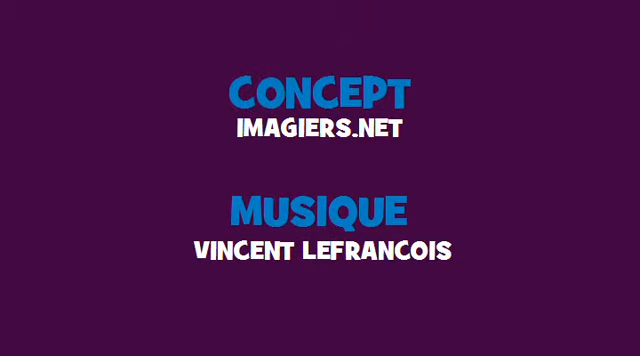 CONCEPT
IMAGIERS.NET
MUSIQUE
VINCENT LEFRANCOIS